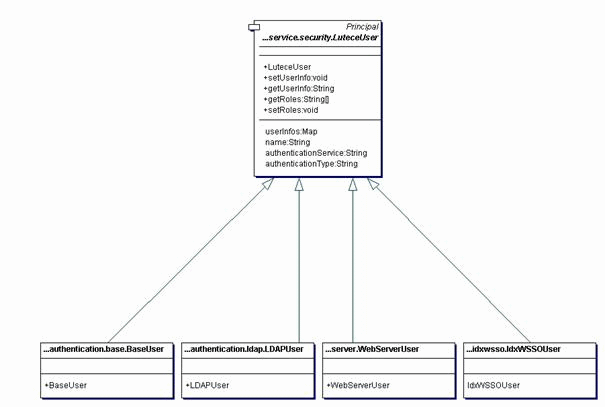 Principal
...service.security.LuteceUser
+LuteceUser
+setUserInfo:void
+getUserInfo:String
+getRoles:String[]
+setRoles:void
userInfos:Map
name:String
authenticationService:String
authenticationType:String
...authentication.base.BaseUser
+BaseUser
...authentication.ldap.LDAPUser
+LDAPUser
...server.WebServerUser
+WebServerUser
...idxwsso.IdxWSSOUser
IdxWSSOUser